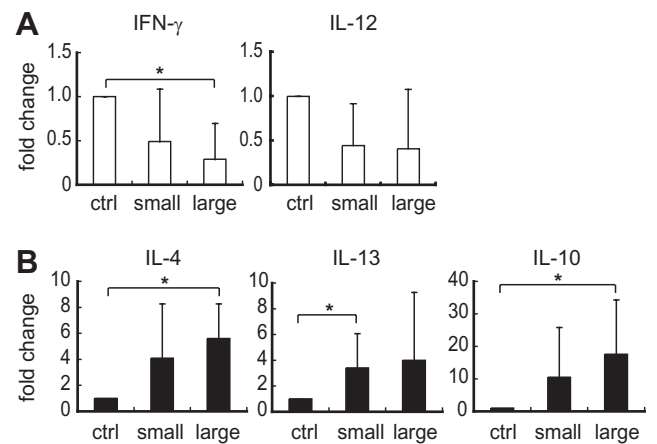 A
IFN-γ
IL-12
fold change
1.5
1.0
0.5
0
*
ctrl small large
1.5
1.0
0.5
0
ctrl small large
B
IL-4
IL-13
IL-10
fold change
10
8
6
4
2
0
*
ctrl small large
10
8
6
4
2
0
*
ctrl small large
40
30
20
10
0
*
ctrl small large